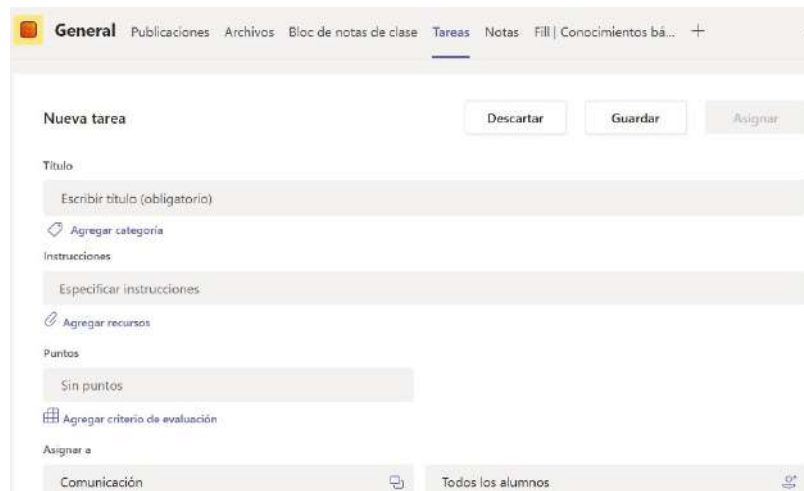 General Publicaciones Archivos Bloc de notas de clase Tareas Notas Fill | Conocimientos bá... +
Nueva tarea Descartar Guardar Asignar
Título
Escribir título (obligatorio)
Agregar categoría
Instrucciones
Especificar instrucciones
Agregar recursos
Puntos
Sin puntos
Agregar criterio de evaluación
Asignar a
Comunicación Todos los alumnos